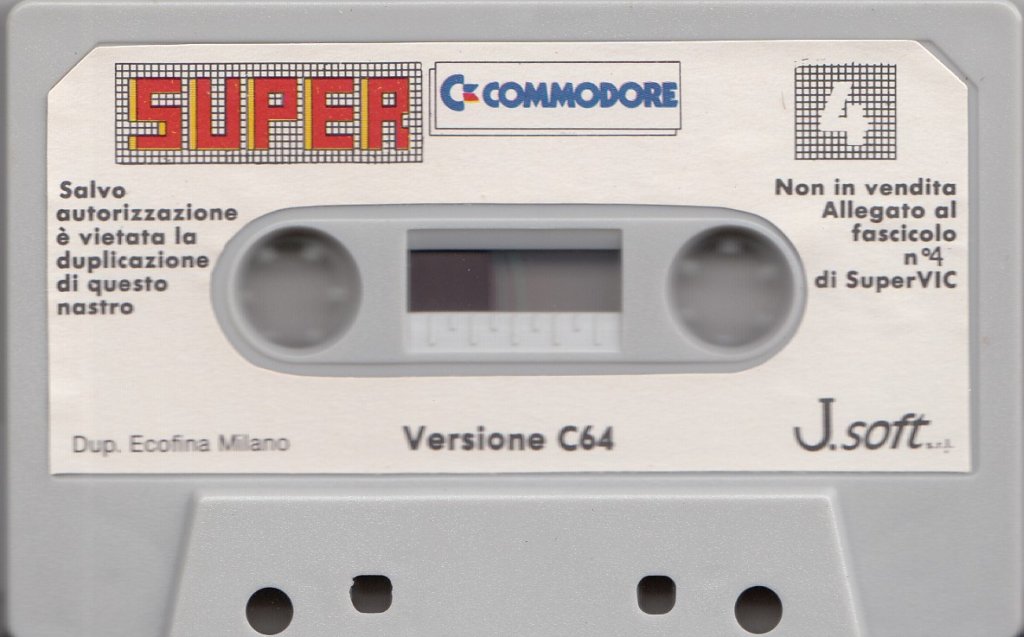 SUPER
COMMODORE
4
Salvo
autorizzazione
è vietata la
duplicazione
di questo
nastro
Non in vendita
Allegato al
fascicolo
n°4
di SuperVIC
Dup. Ecofina Milano
Versione C64
J.soft s.r.l.